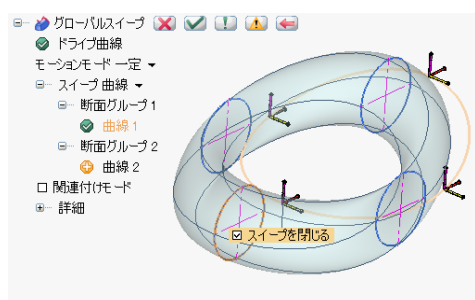 グローバルスイープ
ドライブ曲線
モーションモード 一定
スイープ 曲線
断面グループ 1
曲線 1
断面グループ 2
曲線 2
関連付けモード
詳細
スイープを閉じる